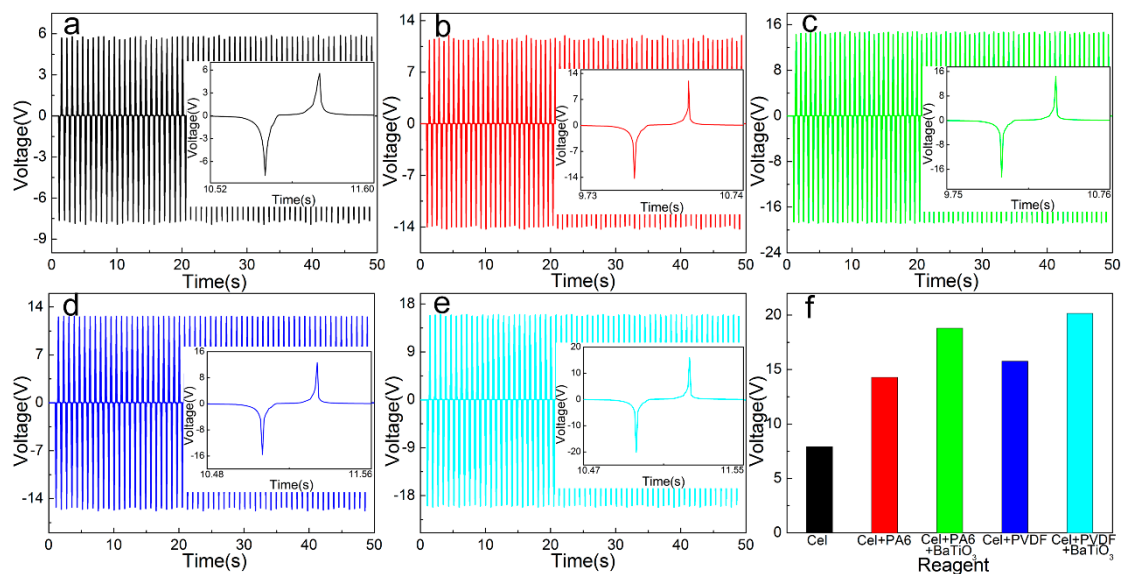 a
Voltage(V)
6
3
0
-3
-6
-9
0 10 20 30 40 50
Time(s)
Voltage(V)
6
3
0
-3
-6
10.52 11.60
Time(s)
b
Voltage(V)
14
7
0
-7
-14
0 10 20 30 40 50
Time(s)
Voltage(V)
14
7
0
-7
-14
9.73 10.74
Time(s)
c
Voltage(V)
16
8
0
-8
-16
-24
0 10 20 30 40 50
Time(s)
Voltage(V)
16
8
0
-8
-16
9.75 10.76
Time(s)
d
Voltage(V)
14
7
0
-7
-14
0 10 20 30 40 50
Time(s)
Voltage(V)
16
8
0
-8
-16
10.48 11.56
Time(s)
e
Voltage(V)
18
9
0
-9
-18
0 10 20 30 40 50
Time(s)
Voltage(V)
20
10
0
-10
-20
10.47 11.55
Time(s)
f
Voltage(V)
20
15
10
5
0
Cel Cel+PA6 Cel+PA6 Cel+PVDF Cel+PVDF
+BaTiO₃ +BaTiO₃
Reagent